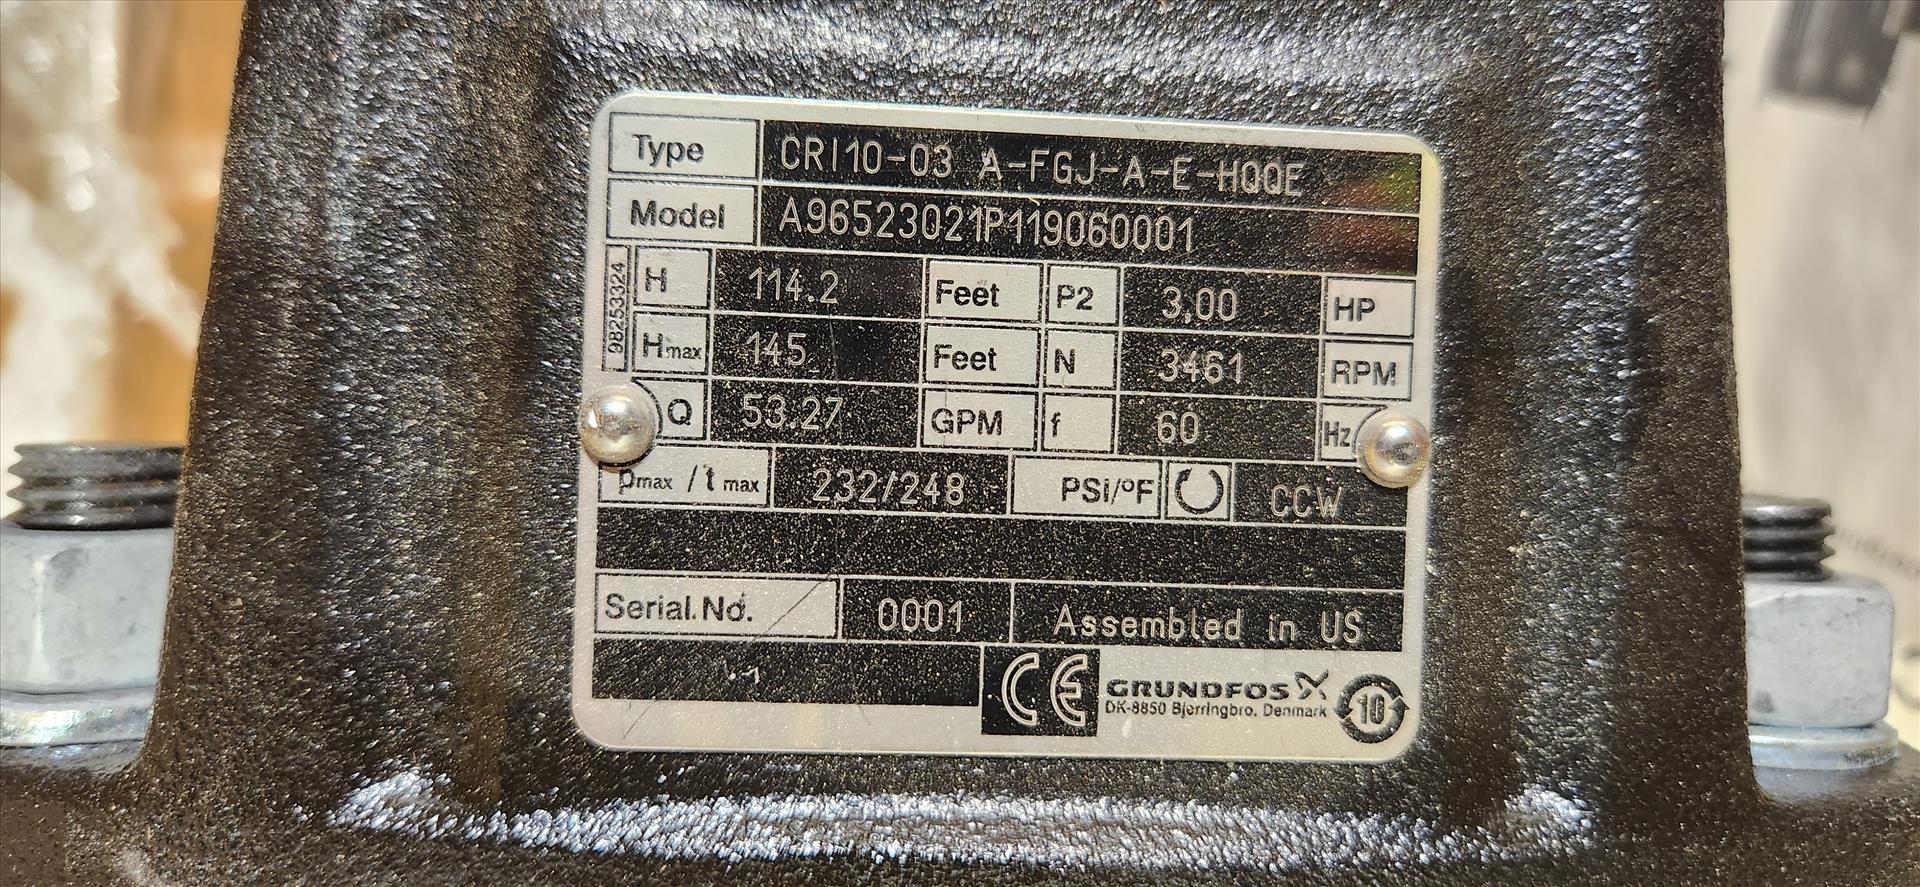 Type CRI10-03 A-FGJ-A-E-HQQE
Model A96523021P119060001
98253324
H 114.2 Feet P2 3,00 HP
Hmax 145 Feet N 3461 RPM
Q 53.27 GPM f 60 Hz
pmax /t max 232/248 PSI/°F CCW
Serial.No. 0001 Assembled in US
CE GRUNDFOS
DK-8850 Bjerringbro, Denmark
10